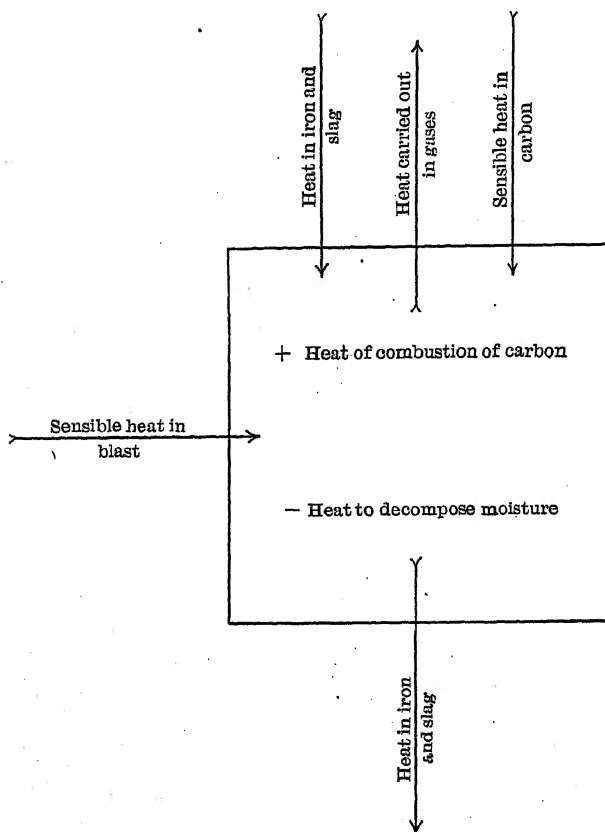 Heat in iron and
slag
Heat carried out
in gases
Sensible heat in
carbon
+ Heat of combustion of carbon
Sensible heat in
blast
− Heat to decompose moisture
Heat in iron
and slag